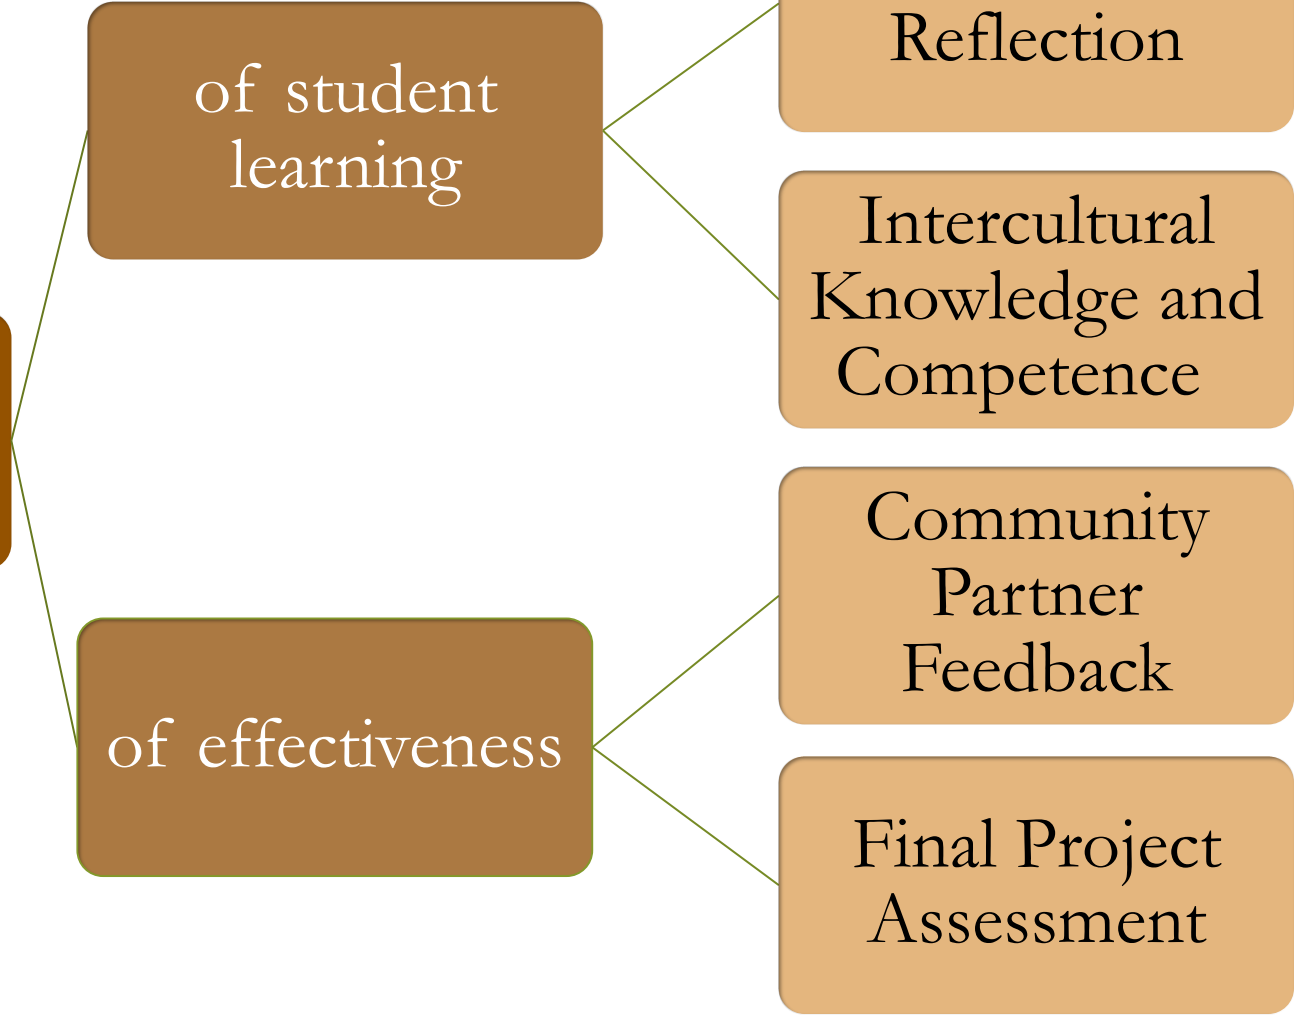 of student
learning
Reflection
Intercultural
Knowledge and
Competence
of effectiveness
Community
Partner
Feedback
Final Project
Assessment